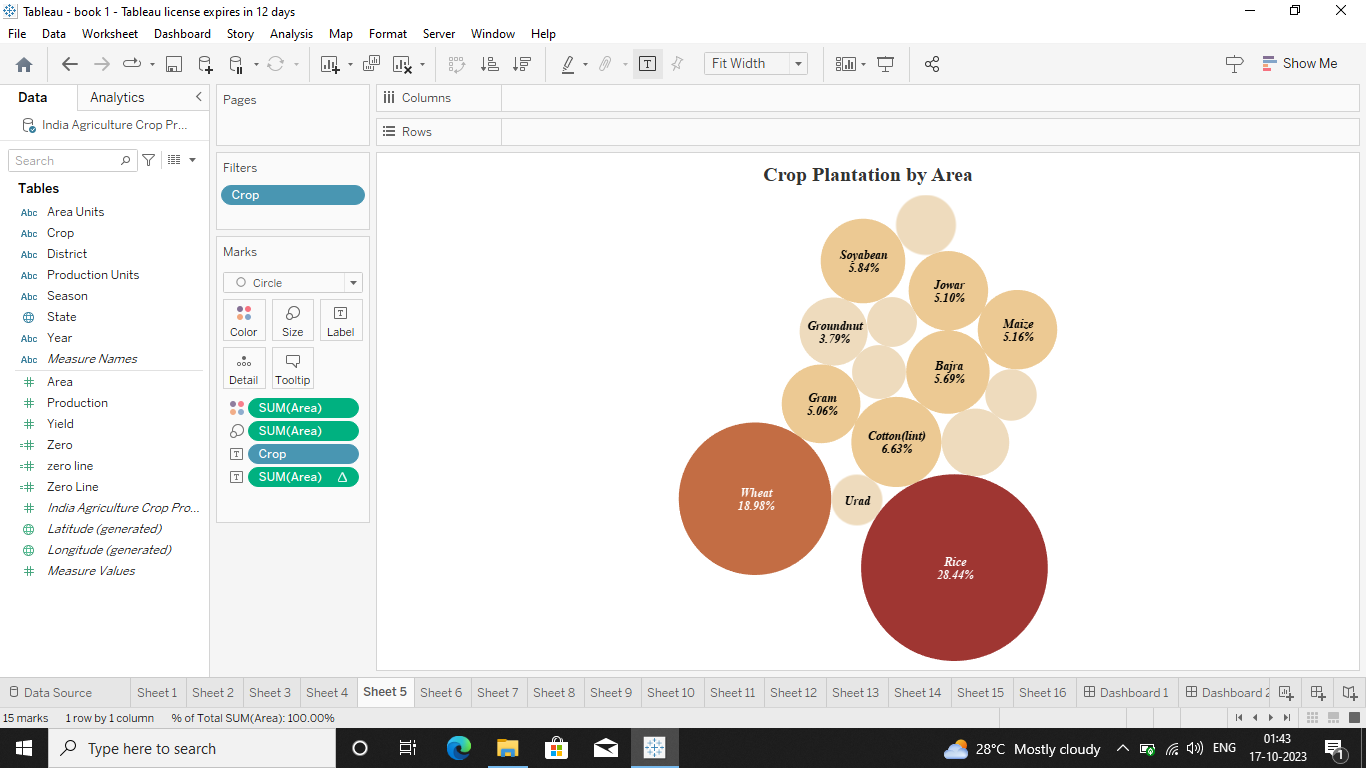 Tableau - book 1 - Tableau license expires in 12 days
File Data Worksheet Dashboard Story Analysis Map Format Server Window Help
Fit Width
Show Me
Data Analytics
India Agriculture Crop Pr...
Search
Tables
Abc Area Units
Abc Crop
Abc District
Abc Production Units
Abc Season
State
Abc Year
Abc Measure Names
# Area
# Production
# Yield
=# Zero
=# zero line
=# Zero Line
# India Agriculture Crop Pro...
Latitude (generated)
Longitude (generated)
# Measure Values
Pages
Filters
Crop
Marks
Circle
Color Size Label
Detail Tooltip
SUM(Area)
SUM(Area)
Crop
SUM(Area) Δ
Columns
Rows
Crop Plantation by Area
Soyabean
5.84%
Jowar
5.10%
Groundnut
3.79%
Maize
5.16%
Bajra
5.69%
Gram
5.06%
Cotton(lint)
6.63%
Wheat
18.98%
Urad
Rice
28.44%
Data Source Sheet 1 Sheet 2 Sheet 3 Sheet 4 Sheet 5 Sheet 6 Sheet 7 Sheet 8 Sheet 9 Sheet 10 Sheet 11 Sheet 12 Sheet 13 Sheet 14 Sheet 15 Sheet 16 Dashboard 1 Dashboard 2
15 marks 1 row by 1 column % of Total SUM(Area): 100.00%
Type here to search
28°C Mostly cloudy
ENG
01:43
17-10-2023
1